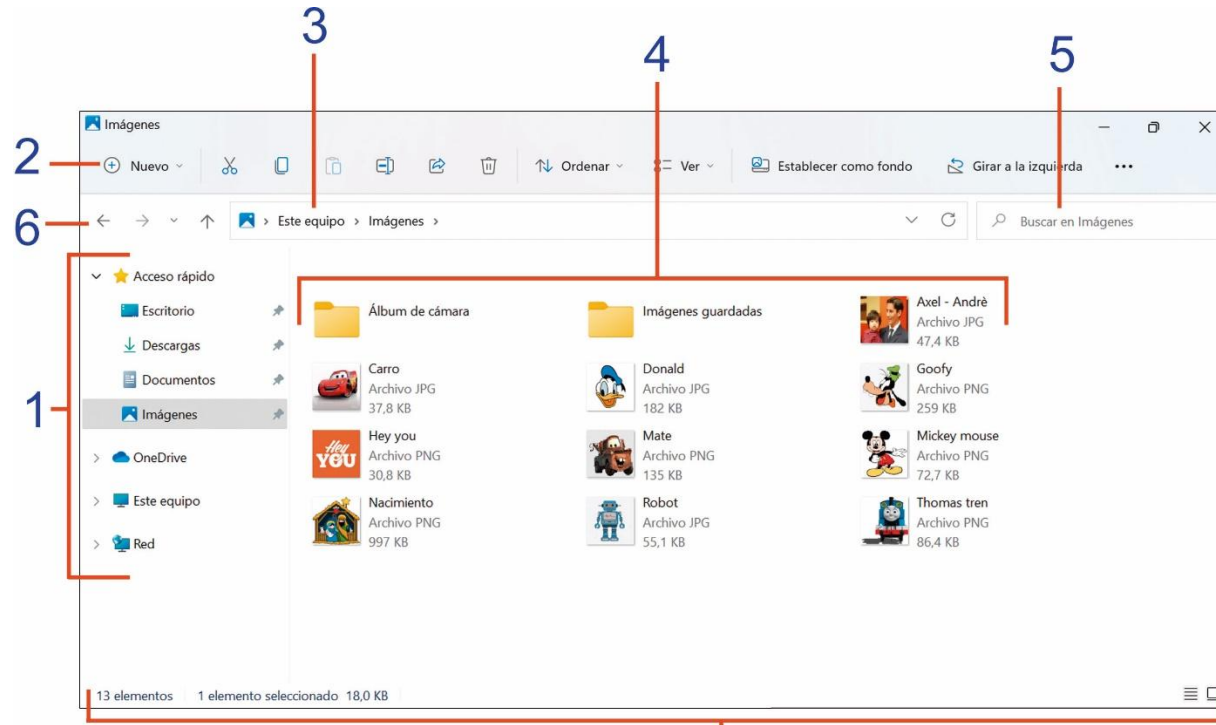 3
4
5
Imágenes
2
Nuevo
Ordenar
Ver
Establecer como fondo
Girar a la izquierda
6
Este equipo > Imágenes >
Buscar en Imágenes
1
Acceso rápido
Escritorio
Descargas
Documentos
Imágenes
OneDrive
Este equipo
Red
Álbum de cámara
Imágenes guardadas
Axel - Andrè
Archivo JPG
47,4 KB
Carro
Archivo JPG
37,8 KB
Donald
Archivo JPG
182 KB
Goofy
Archivo PNG
259 KB
Hey YOU
Hey you
Archivo PNG
30,8 KB
Mate
Archivo PNG
135 KB
Mickey mouse
Archivo PNG
72,7 KB
Nacimiento
Archivo PNG
997 KB
Robot
Archivo JPG
55,1 KB
Thomas tren
Archivo PNG
86,4 KB
13 elementos 1 elemento seleccionado 18,0 KB